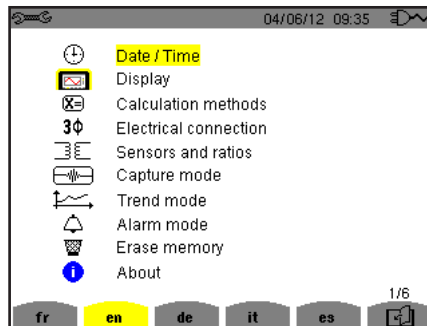 04/06/12 09:35
Date / Time
Display
X= Calculation methods
3Φ Electrical connection
Sensors and ratios
Capture mode
Trend mode
Alarm mode
Erase memory
i About
1/6
fr en de it es